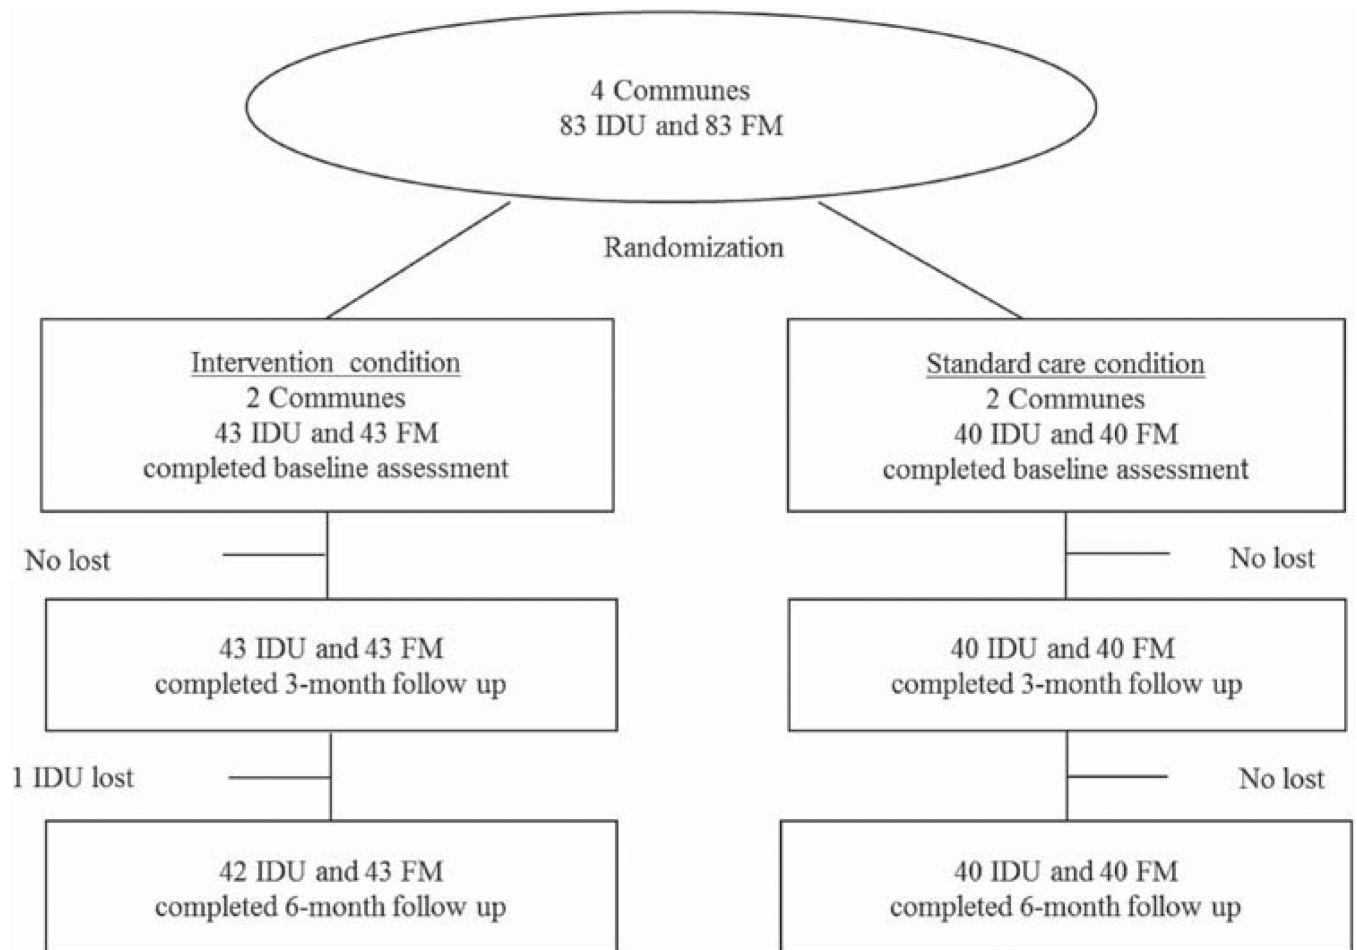 4 Communes
83 IDU and 83 FM
Randomization
Intervention condition
2 Communes
43 IDU and 43 FM
completed baseline assessment
Standard care condition
2 Communes
40 IDU and 40 FM
completed baseline assessment
No lost
No lost
43 IDU and 43 FM
completed 3-month follow up
40 IDU and 40 FM
completed 3-month follow up
1 IDU lost
No lost
42 IDU and 43 FM
completed 6-month follow up
40 IDU and 40 FM
completed 6-month follow up